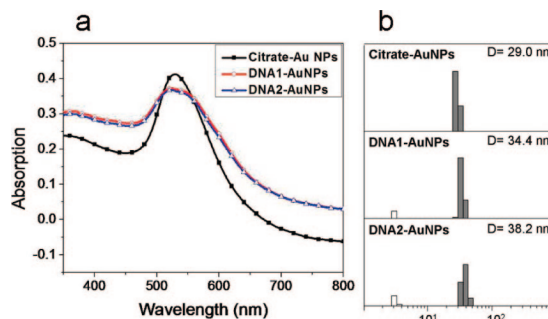 a
b
0.5
0.4
0.3
0.2
0.1
0.0
-0.1
Absorption
Citrate-Au NPs
DNA1-AuNPs
DNA2-AuNPs
400 500 600 700 800
Wavelength (nm)
Citrate-AuNPs D= 29.0 nm
DNA1-AuNPs D= 34.4 nm
DNA2-AuNPs D= 38.2 nm
10¹ 10²